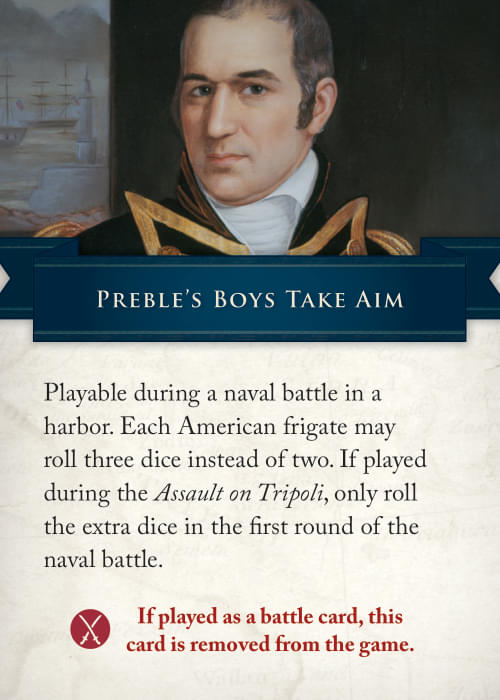 Preble's Boys Take Aim
Playable during a naval battle in a
harbor. Each American frigate may
roll three dice instead of two. If played
during the Assault on Tripoli, only roll
the extra dice in the first round of the
naval battle.
If played as a battle card, this
card is removed from the game.